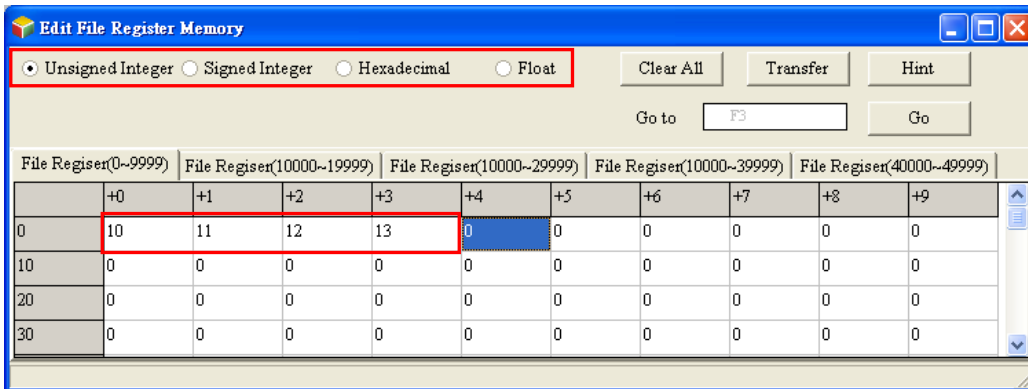 Edit File Register Memory
Unsigned Integer Signed Integer Hexadecimal Float Clear All Transfer Hint
Go to F3 Go
File Regiser(0~9999) File Regiser(10000~19999) File Regiser(10000~29999) File Regiser(10000~39999) File Regiser(40000~49999)
+0 +1 +2 +3 +4 +5 +6 +7 +8 +9
0 10 11 12 13 0 0 0 0 0 0
10 0 0 0 0 0 0 0 0 0 0
20 0 0 0 0 0 0 0 0 0 0
30 0 0 0 0 0 0 0 0 0 0